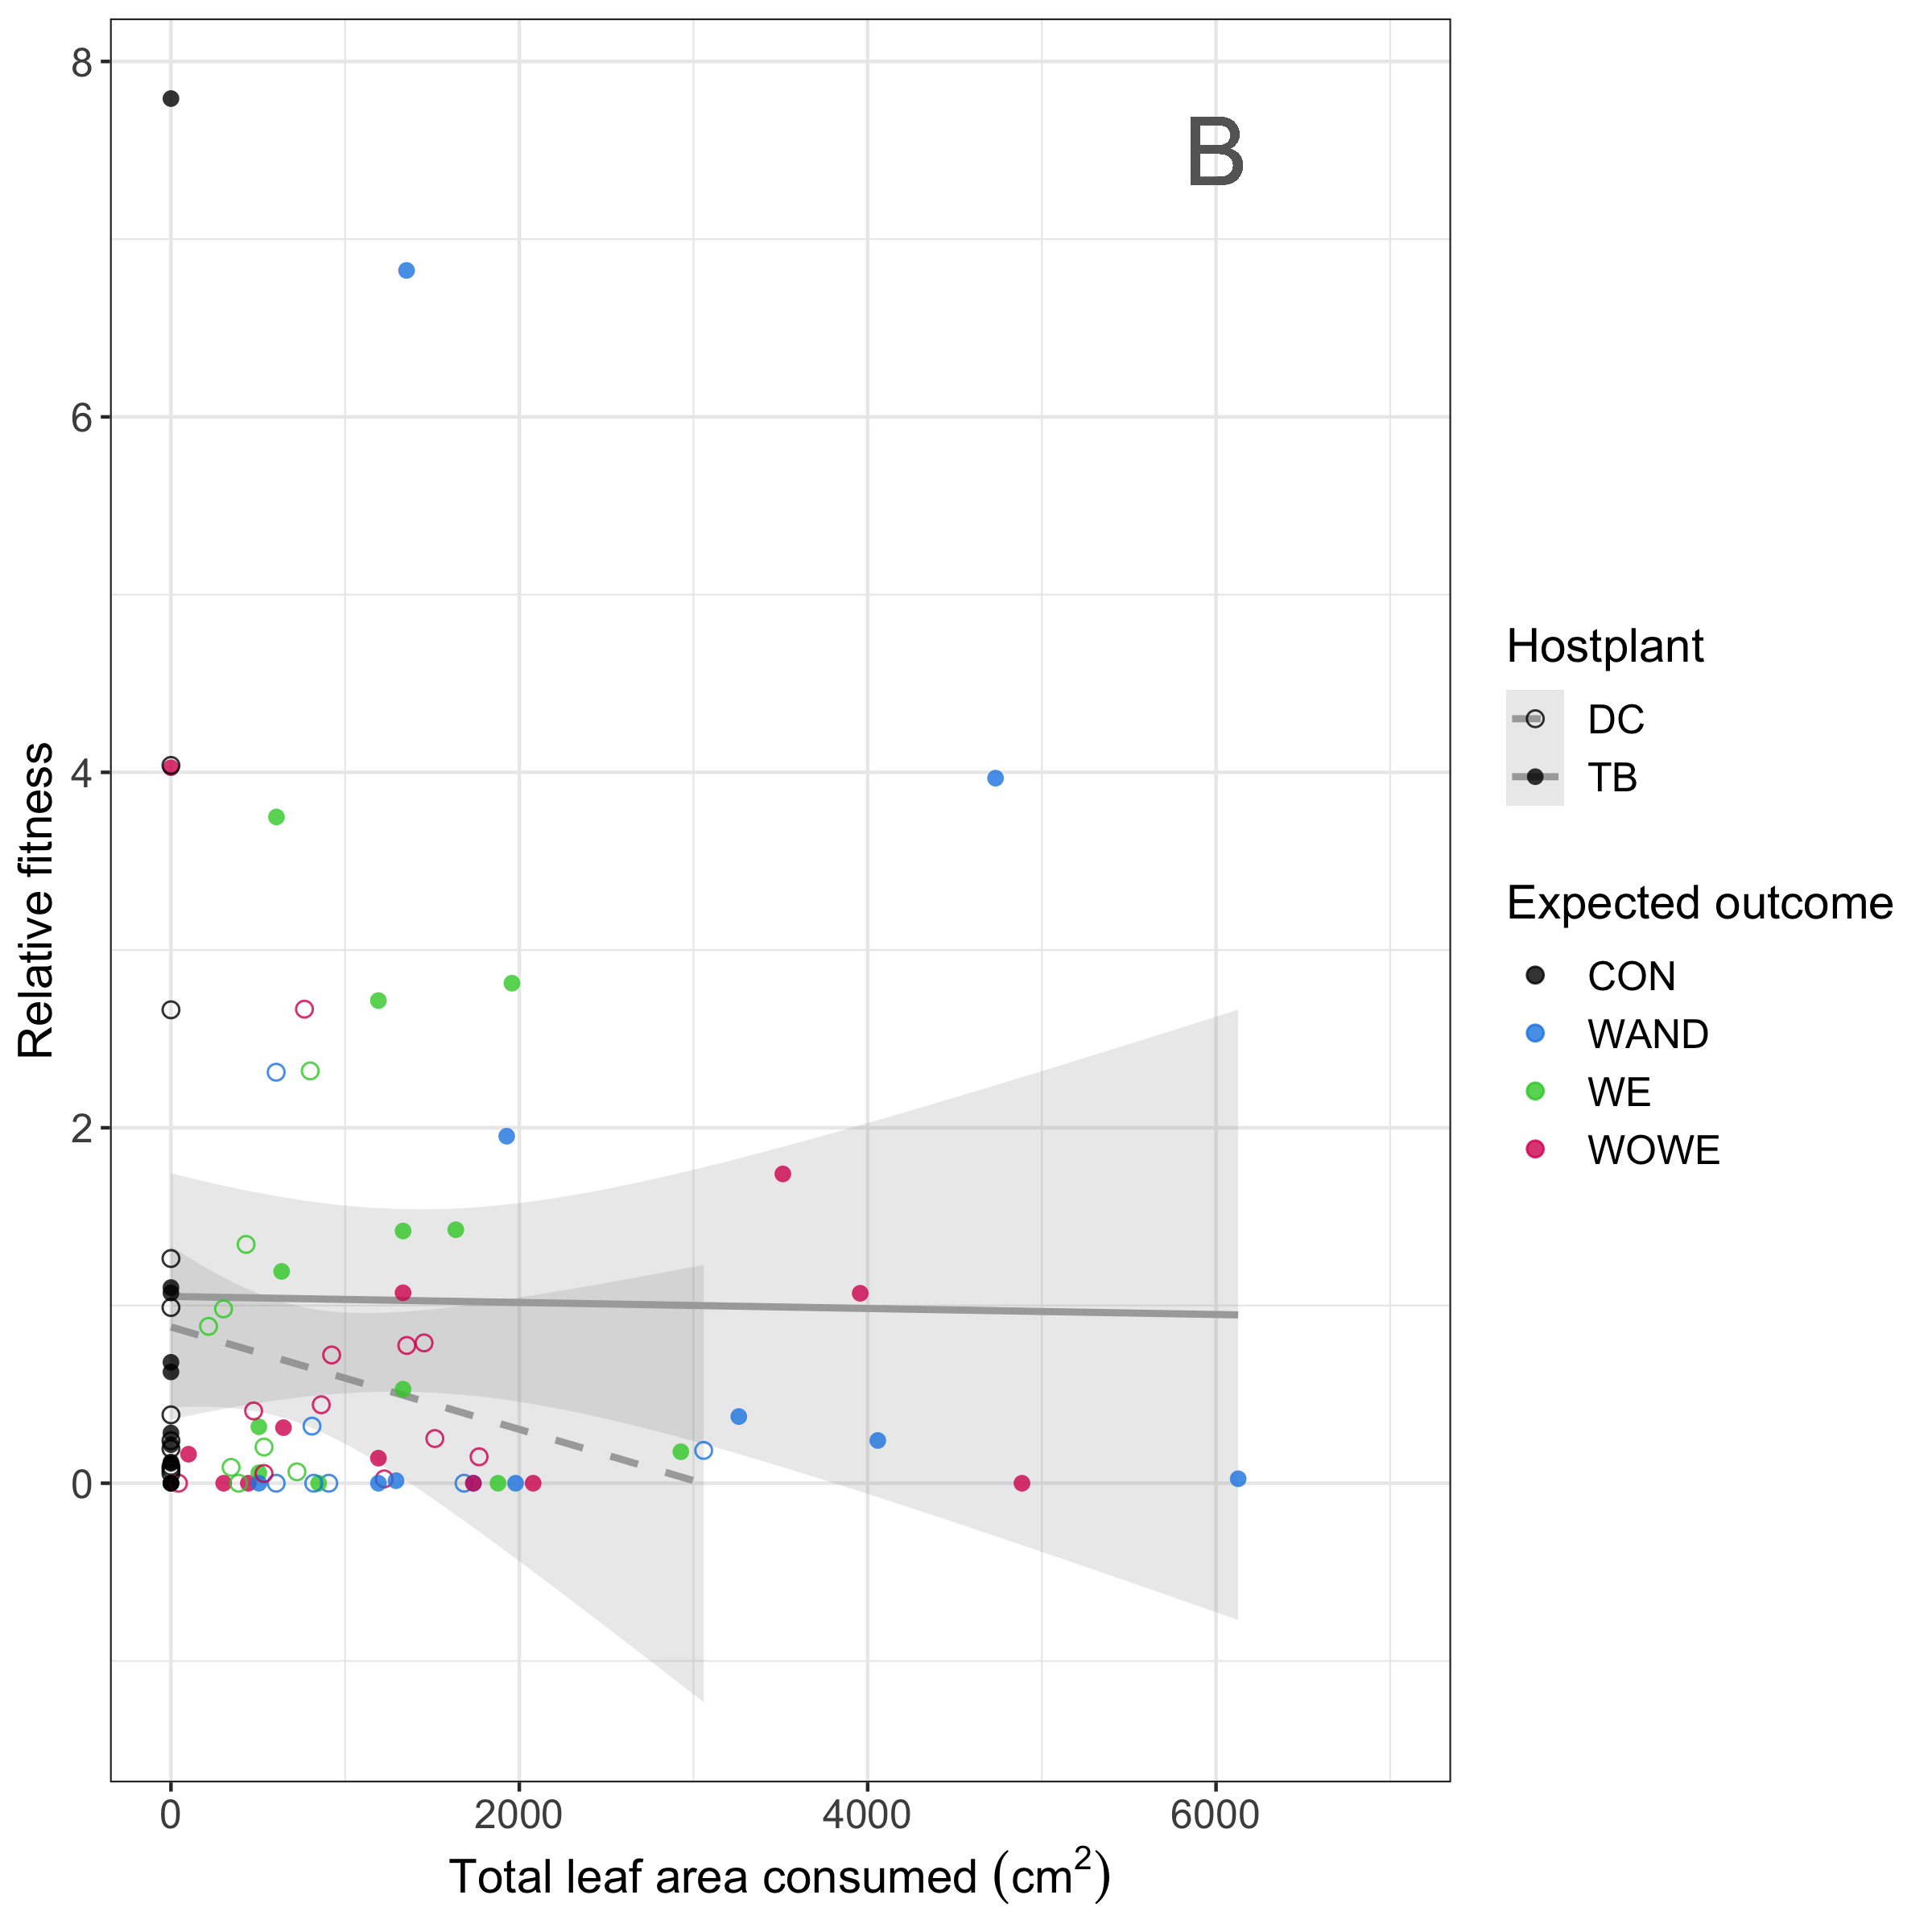 B
8
6
4
2
0
Relative fitness
0 2000 4000 6000
Total leaf area consumed (cm²)
Hostplant
DC
TB
Expected outcome
CON
WAND
WE
WOWE